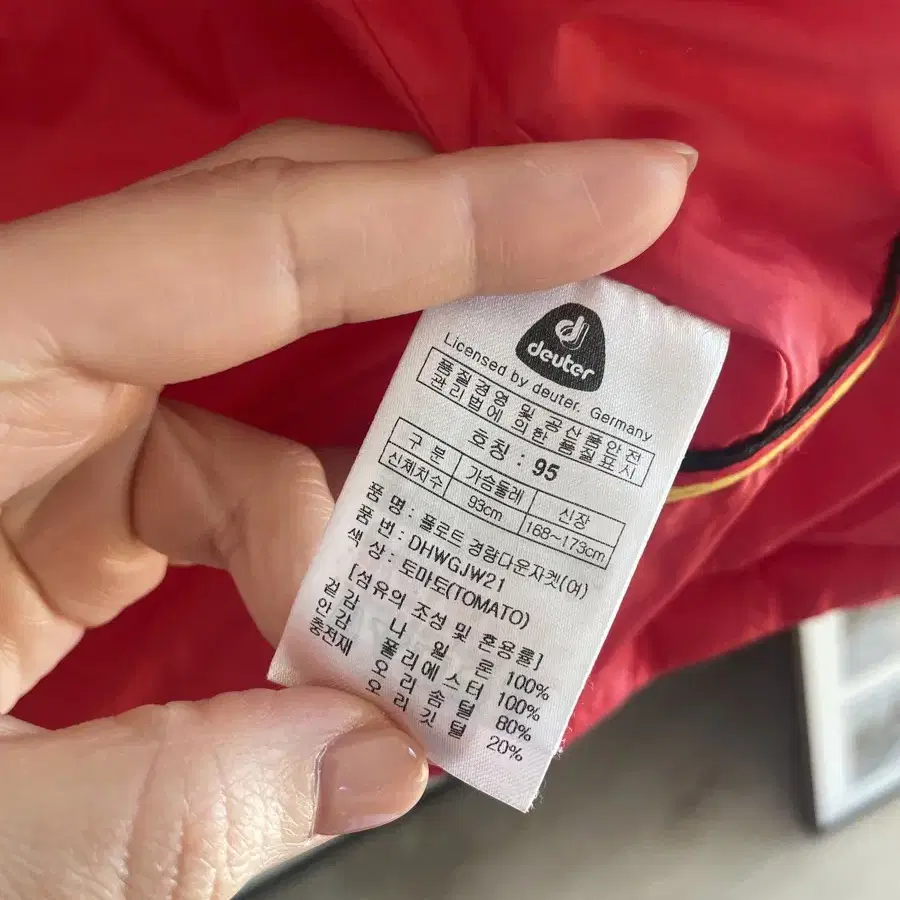 deuter
Licensed by deuter. Germany
품질경영 및 공산품안전
관리법에 의한 품질표시
호칭 : 95
구 분 가슴둘레 신장
신체치수 93cm 168~173cm
품 명 : 플로트 경량다운자켓(여)
품 번 : DHWGJW21
색 상 : 토마토(TOMATO)
[섬유의 조성 및 혼용률]
겉감 나 일 론 100%
안감 폴리에스터 100%
충전재 오 리 솜 털 80%
오 리 깃 털 20%